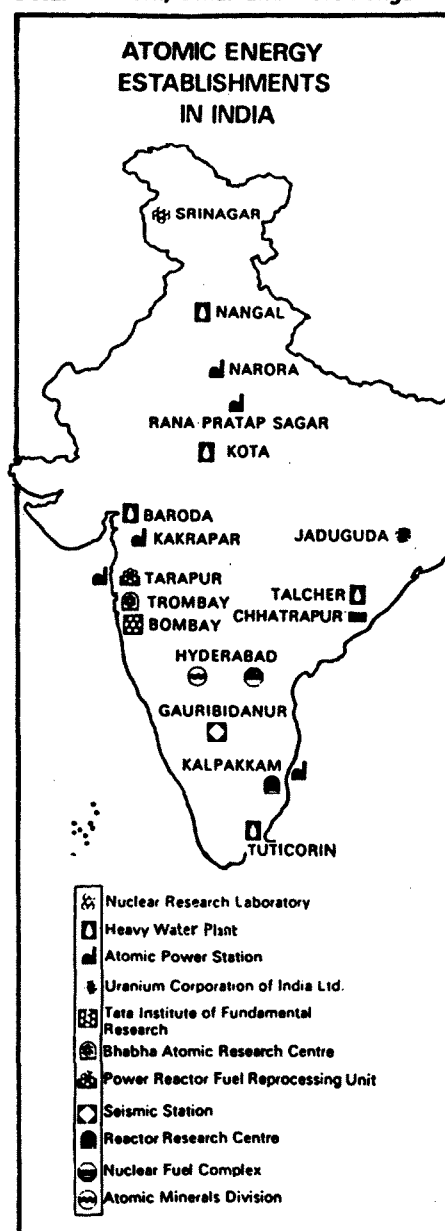 ATOMIC ENERGY
ESTABLISHMENTS
IN INDIA
SRINAGAR
NANGAL
NARORA
RANA PRATAP SAGAR
KOTA
BARODA
KAKRAPAR
JADUGUDA
TARAPUR
TALCHER
TROMBAY
CHHATRAPUR
BOMBAY
HYDERABAD
GAURIBIDANUR
KALPAKKAM
TUTICORIN
Nuclear Research Laboratory
Heavy Water Plant
Atomic Power Station
Uranium Corporation of India Ltd.
Tata Institute of Fundamental
Research
Bhabha Atomic Research Centre
Power Reactor Fuel Reprocessing Unit
Seismic Station
Reactor Research Centre
Nuclear Fuel Complex
Atomic Minerals Division